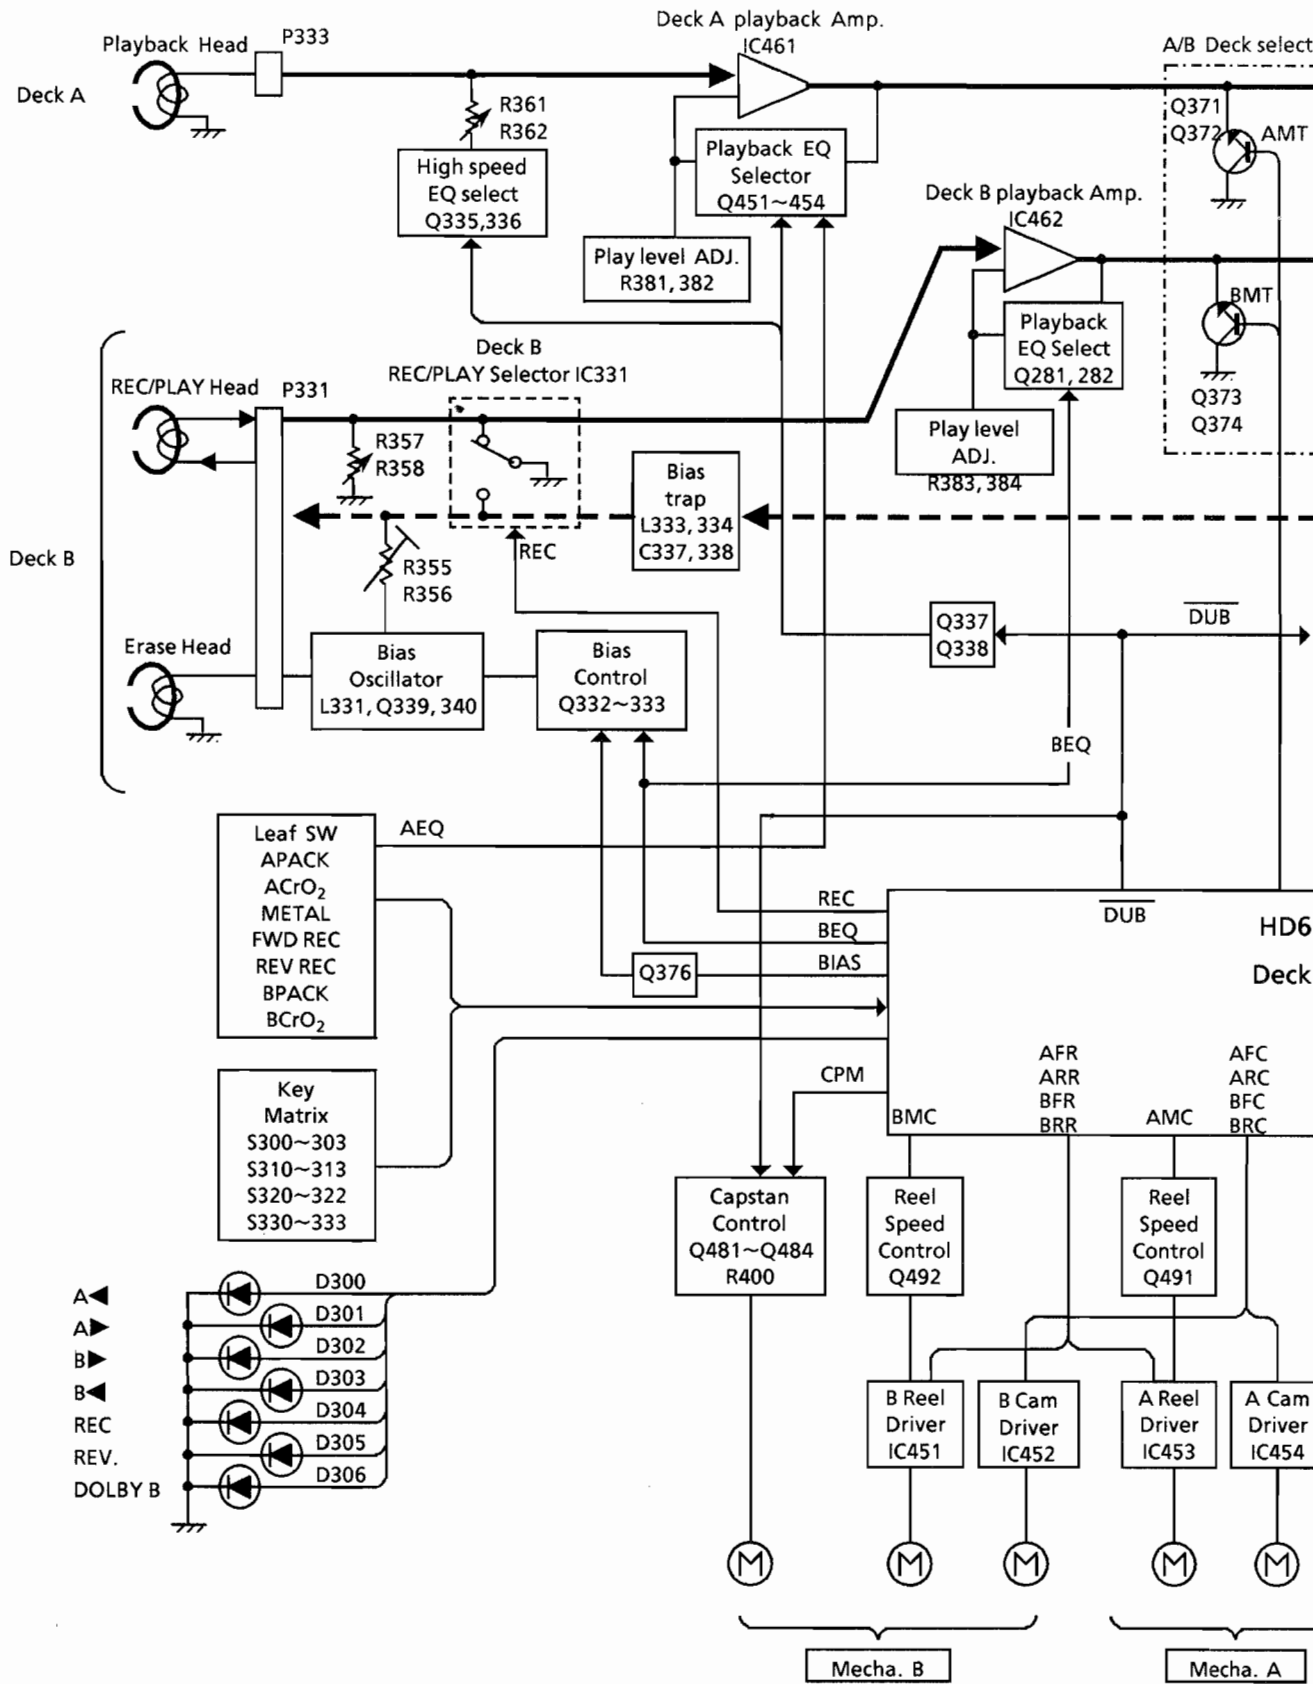 Deck A playback Amp.
IC461
Playback Head
P333
A/B Deck select
Deck A
R361
R362
Q371
Q372
AMT
High speed
EQ select
Q335,336
Playback EQ
Selector
Q451~454
Deck B playback Amp.
IC462
Play level ADJ.
R381, 382
BMT
Playback
EQ Select
Q281, 282
Deck B
REC/PLAY Selector IC331
REC/PLAY Head
P331
Q373
Q374
R357
R358
Play level
ADJ.
R383, 384
Bias
trap
L333, 334
C337, 338
Deck B
REC
R355
R356
Q337
Q338
DUB
Erase Head
Bias
Oscillator
L331, Q339, 340
Bias
Control
Q332~333
BEQ
Leaf SW
APACK
ACrO₂
METAL
FWD REC
REV REC
BPACK
BCrO₂
AEQ
REC
BEQ
BIAS
Q376
DUB
HD6
Deck
CPM
BMC
AFR
ARR
BFR
BRR
AMC
AFC
ARC
BFC
BRC
Key
Matrix
S300~303
S310~313
S320~322
S330~333
Capstan
Control
Q481~Q484
R400
Reel
Speed
Control
Q492
Reel
Speed
Control
Q491
A◀
D300
A▶
D301
B▶
D302
B◀
D303
REC
D304
REV.
D305
DOLBY B
D306
B Reel
Driver
IC451
B Cam
Driver
IC452
A Reel
Driver
IC453
A Cam
Driver
IC454
M
M
M
M
M
Mecha. B
Mecha. A